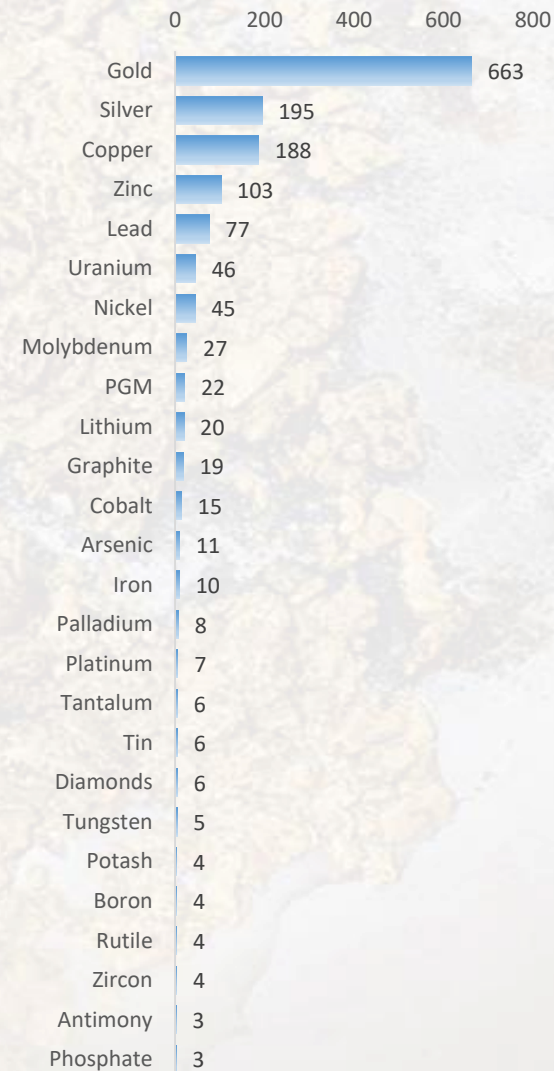 0 200 400 600 800
Gold 663
Silver 195
Copper 188
Zinc 103
Lead 77
Uranium 46
Nickel 45
Molybdenum 27
PGM 22
Lithium 20
Graphite 19
Cobalt 15
Arsenic 11
Iron 10
Palladium 8
Platinum 7
Tantalum 6
Tin 6
Diamonds 6
Tungsten 5
Potash 4
Boron 4
Rutile 4
Zircon 4
Antimony 3
Phosphate 3